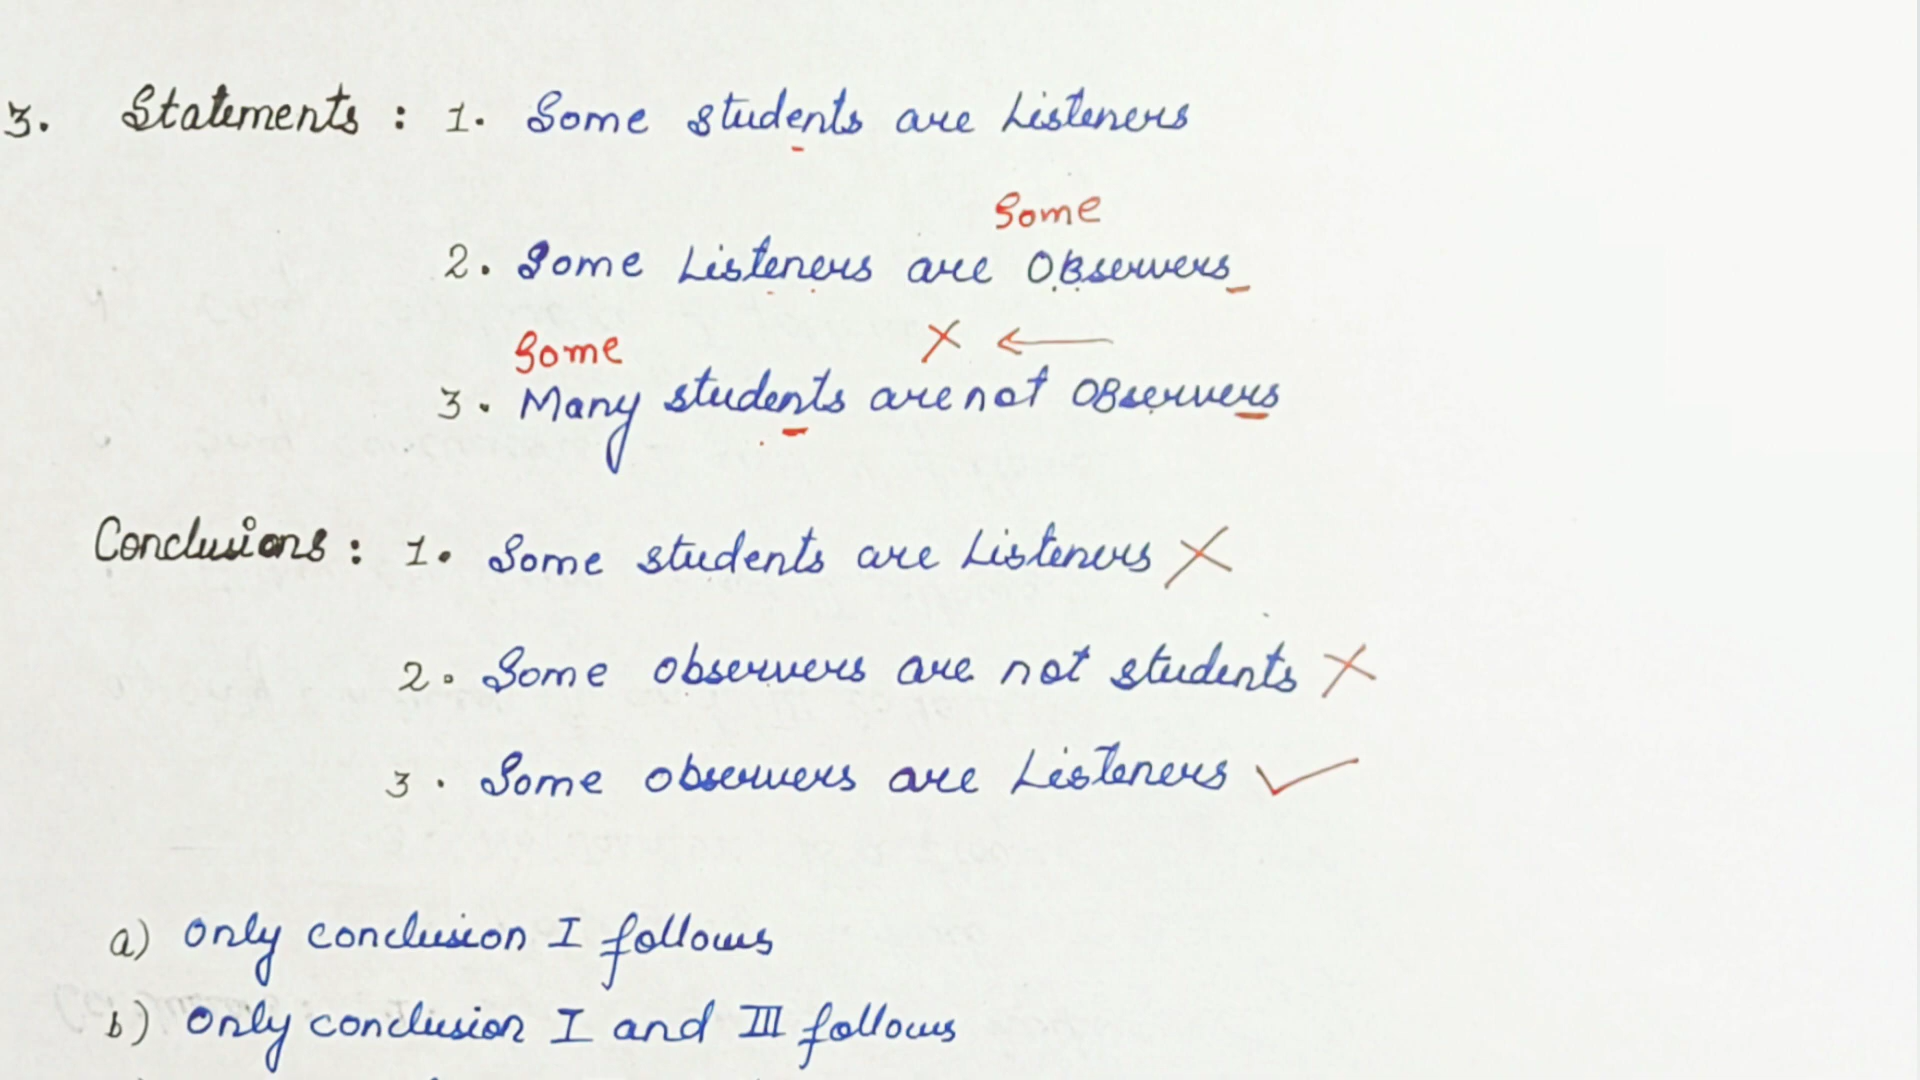 3. Statements : 1. Some students are Listeners
Some
2. Some Listeners are Observers
Some X ←
3. Many students are not OBservers
Conclusions : 1. Some students are Listeners X
2. Some observers are not students X
3. Some observers are Listeners ✓
a) Only conclusion I follows
b) Only conclusion I and III follows